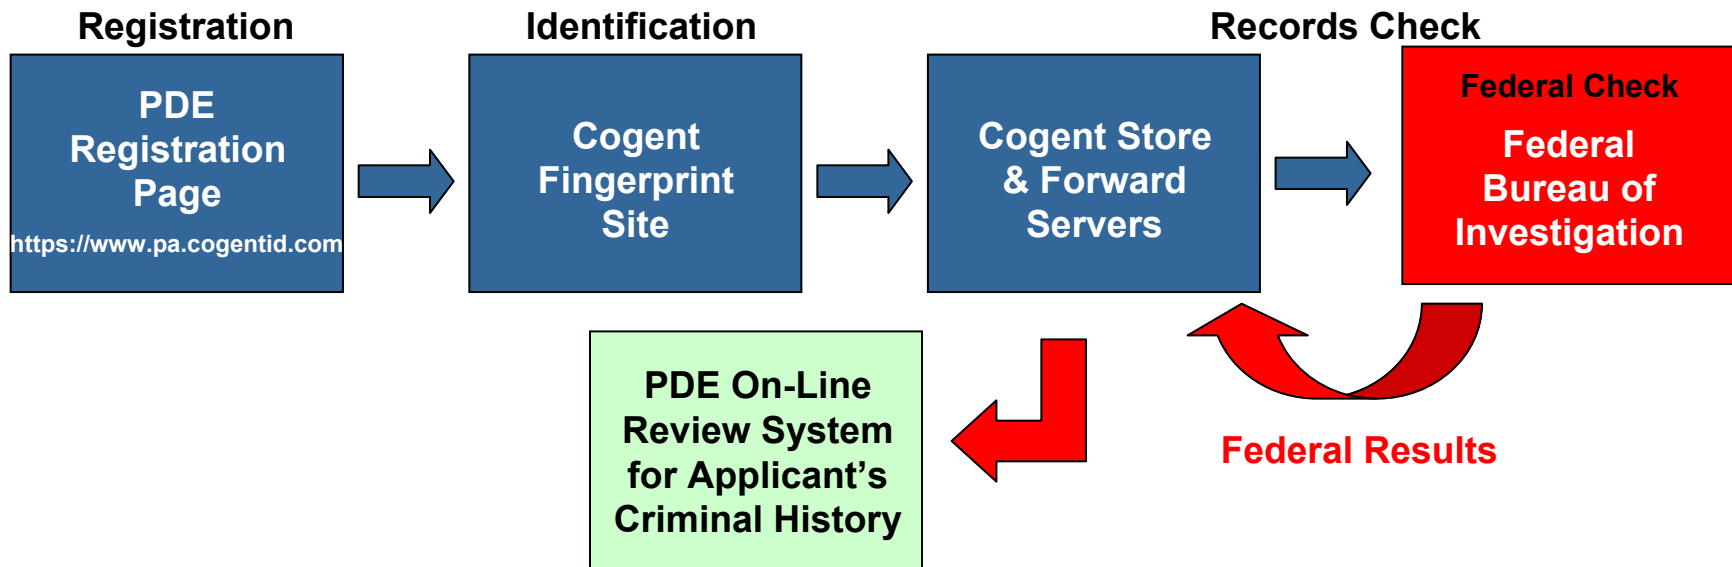 Registration
Identification
Records Check
PDE
Registration
Page
https://www.pa.cogentid.com
Cogent
Fingerprint
Site
Cogent Store
& Forward
Servers
Federal Check
Federal
Bureau of
Investigation
PDE On-Line
Review System
for Applicant’s
Criminal History
Federal Results